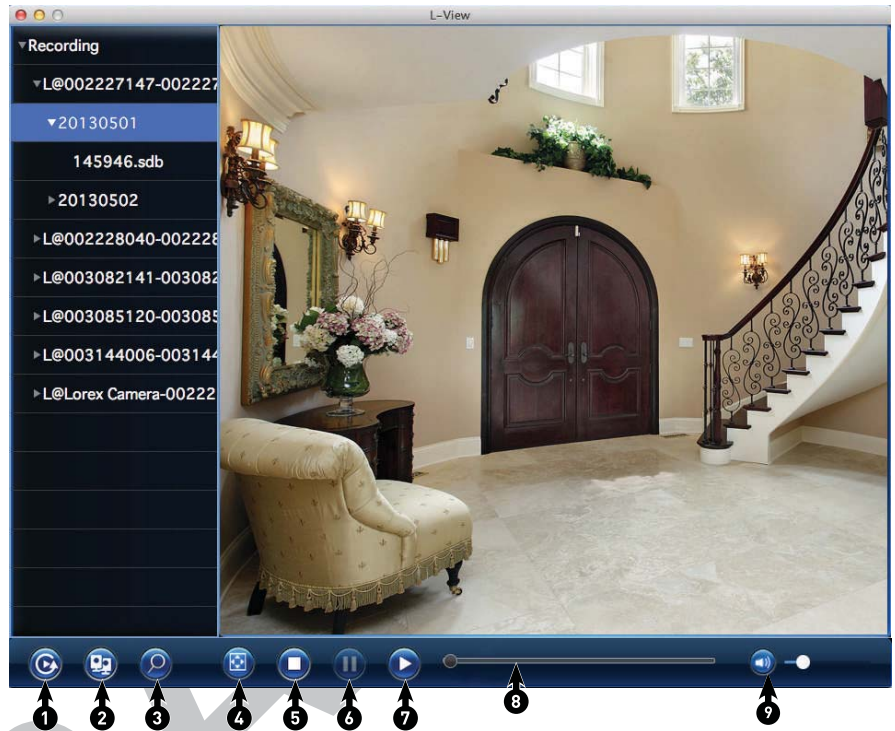 L-View
Recording
L@002227147-002227
20130501
145946.sdb
20130502
L@002228040-002228
L@003082141-003082
L@003085120-003085
L@003144006-003144
L@Lorex Camera-00222
1 2 3 4 5 6 7 8 9